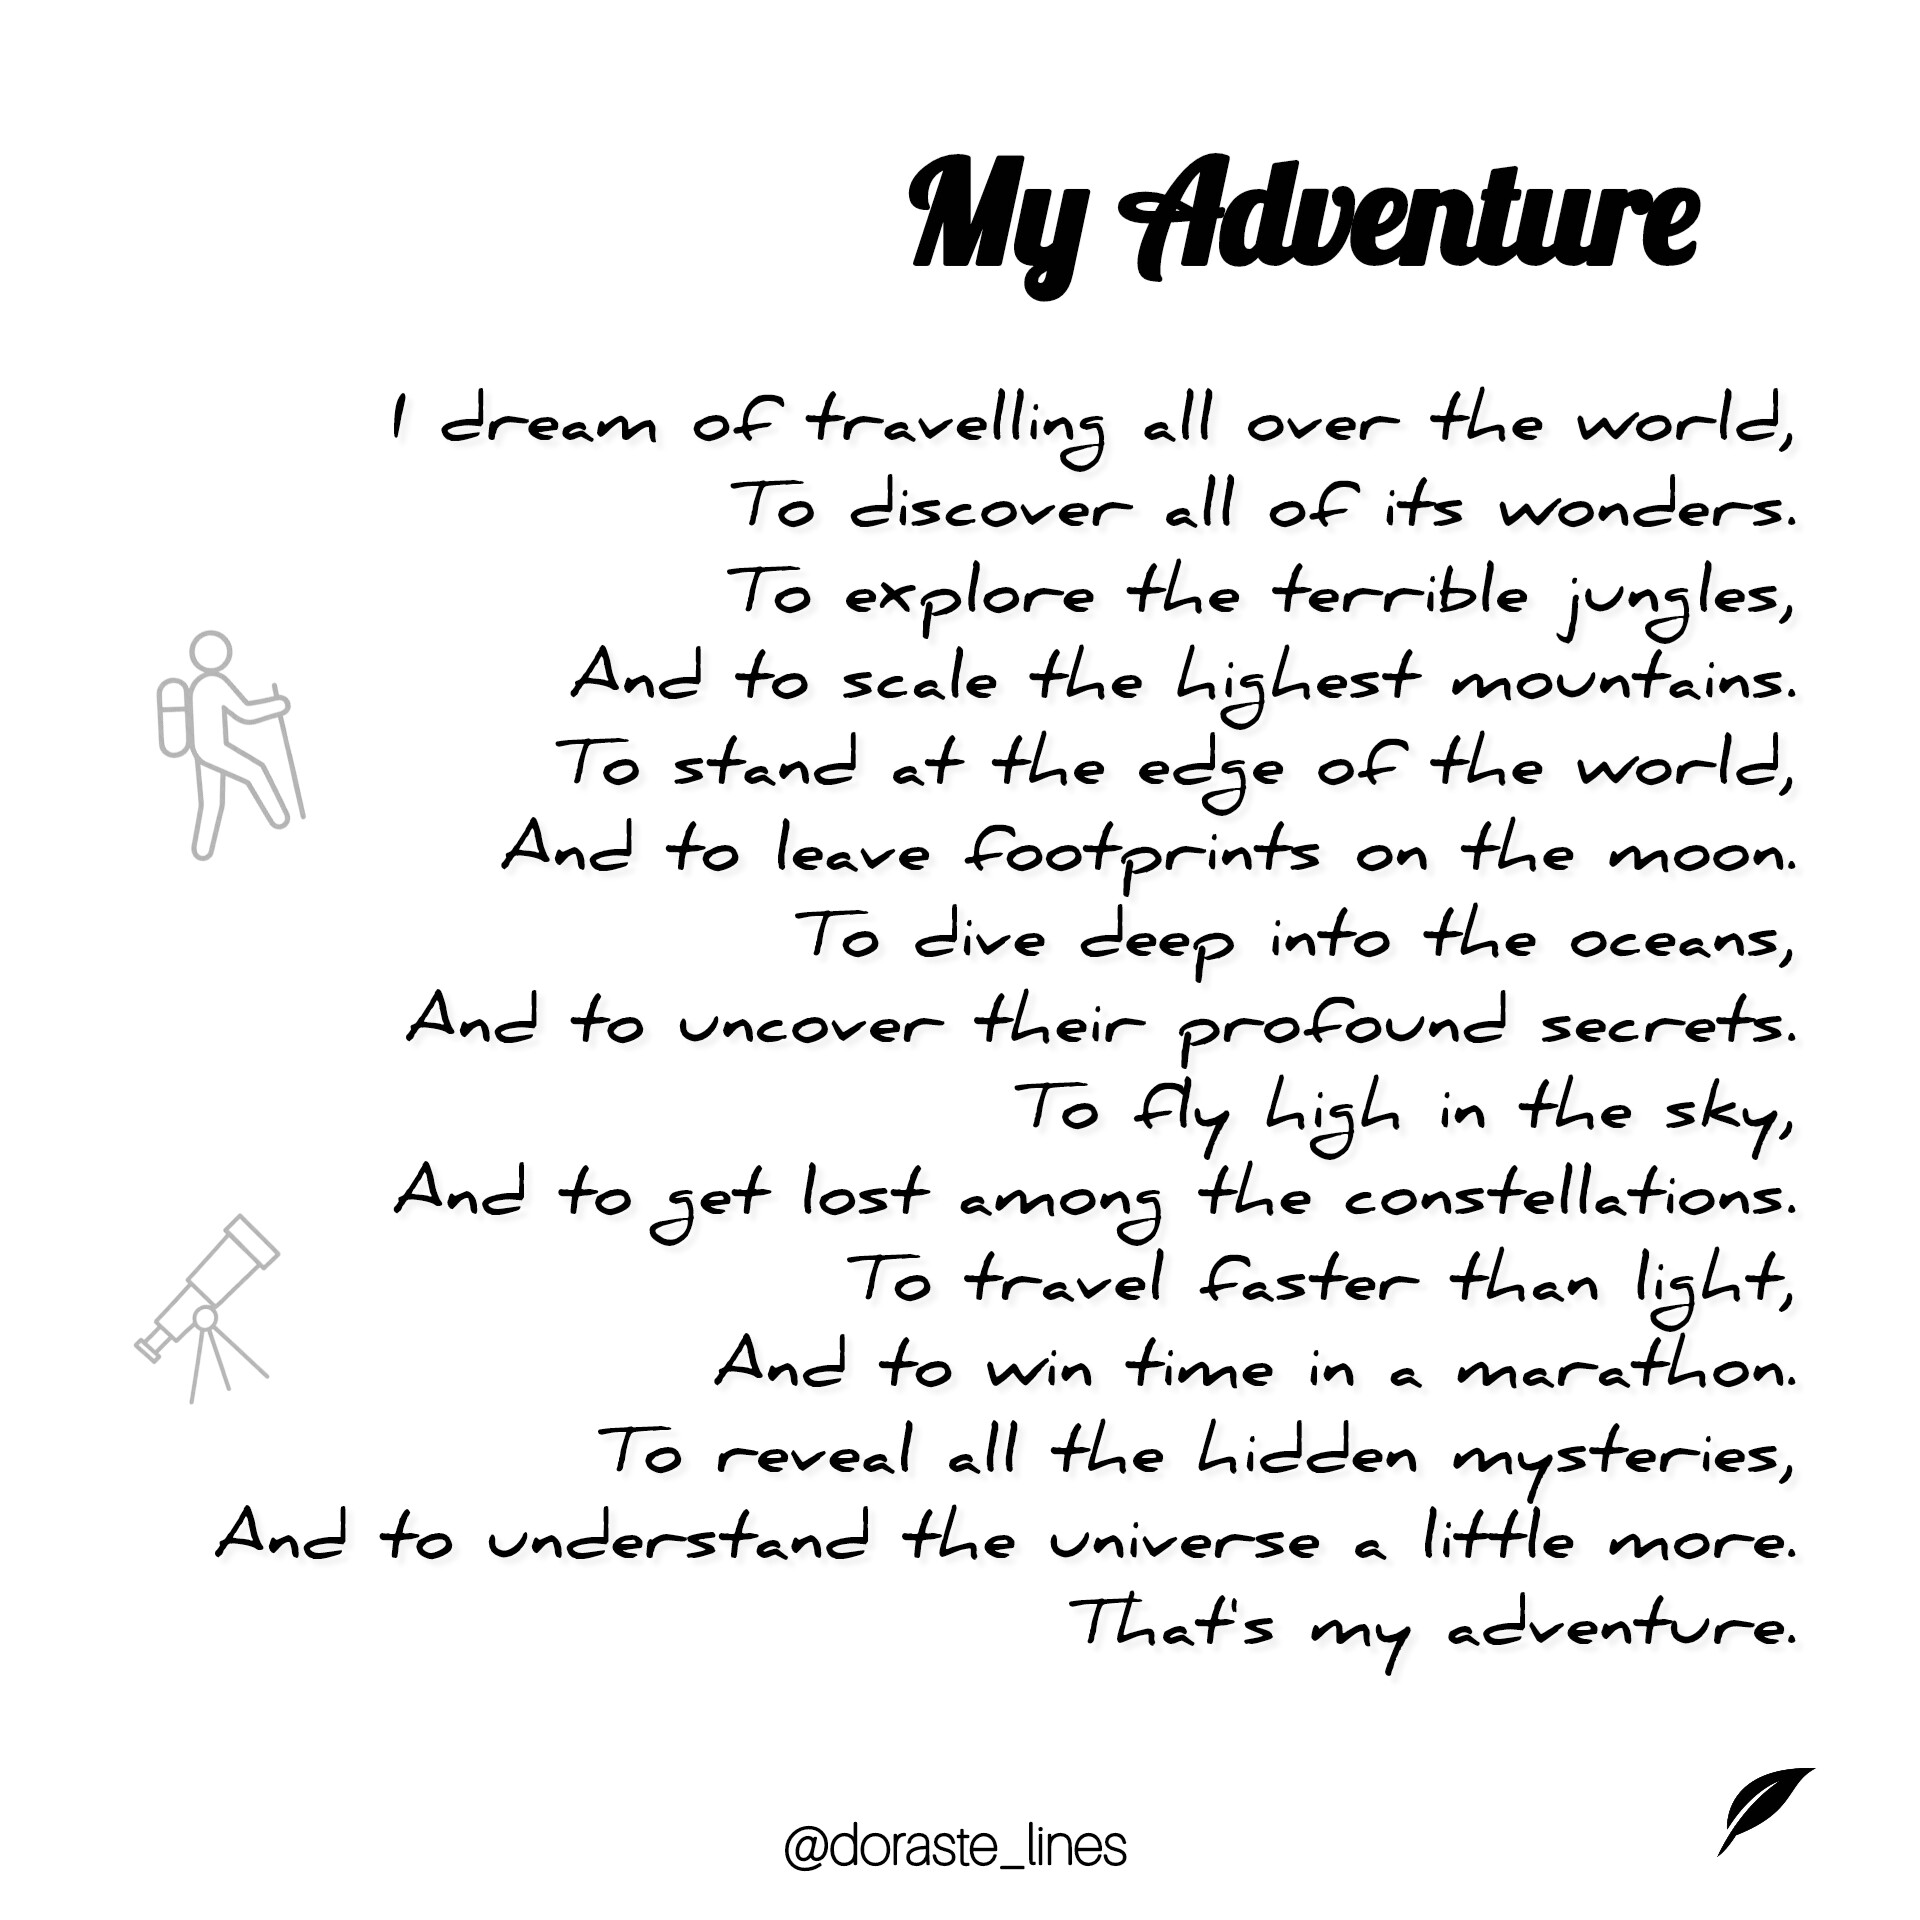 My Adventure
I dream of travelling all over the world,
To discover all of its wonders.
To explore the terrible jungles,
And to scale the highest mountains.
To stand at the edge of the world,
And to leave footprints on the moon.
To dive deep into the oceans,
And to uncover their profound secrets.
To fly high in the sky,
And to get lost among the constellations.
To travel faster than light,
And to win time in a marathon.
To reveal all the hidden mysteries,
And to understand the universe a little more.
That's my adventure.
@doraste_lines